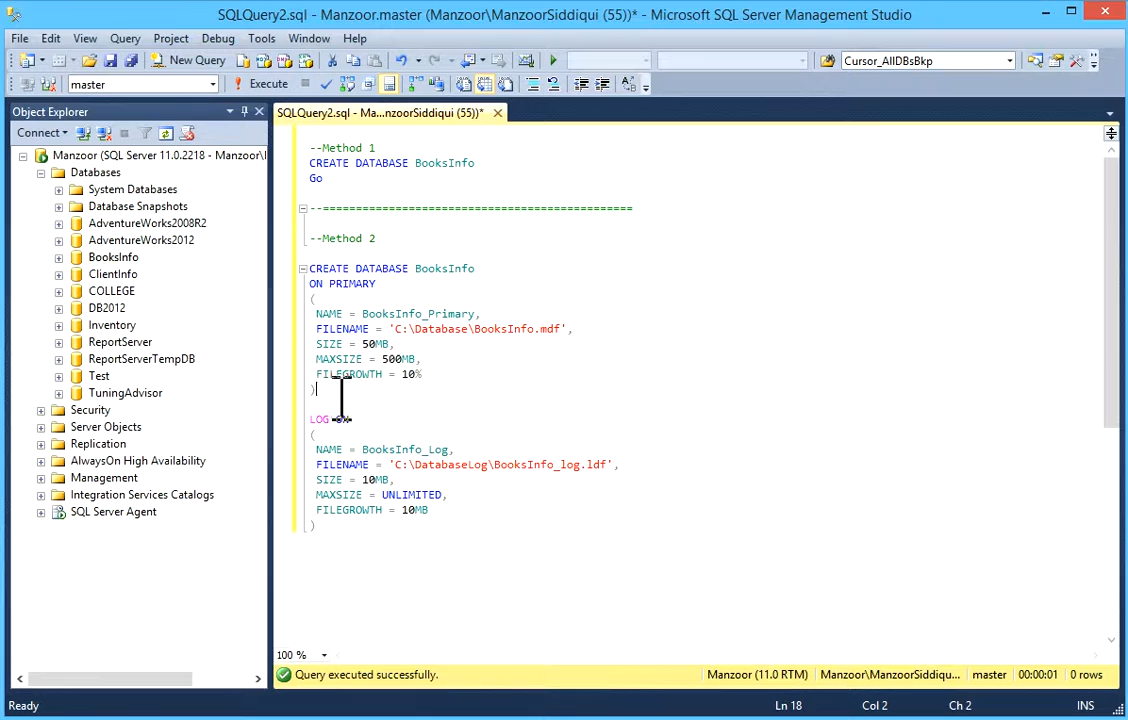 SQLQuery2.sql - Manzoor.master (Manzoor\ManzoorSiddiqui (55))* - Microsoft SQL Server Management Studio
File Edit View Query Project Debug Tools Window Help
New Query Cursor_AllDBsBkp
master Execute
Object Explorer
SQLQuery2.sql - Ma...nzoorSiddiqui (55))*
Connect
Manzoor (SQL Server 11.0.2218 - Manzoor\
Databases
System Databases
Database Snapshots
AdventureWorks2008R2
AdventureWorks2012
BooksInfo
ClientInfo
COLLEGE
DB2012
Inventory
ReportServer
ReportServerTempDB
Test
TuningAdvisor
Security
Server Objects
Replication
AlwaysOn High Availability
Management
Integration Services Catalogs
SQL Server Agent
--Method 1
CREATE DATABASE BooksInfo
Go
--===============================================
--Method 2
CREATE DATABASE BooksInfo
ON PRIMARY
(
NAME = BooksInfo_Primary,
FILENAME = 'C:\Database\BooksInfo.mdf',
SIZE = 50MB,
MAXSIZE = 500MB,
FILEGROWTH = 10%
)
LOG ON
(
NAME = BooksInfo_Log,
FILENAME = 'C:\DatabaseLog\BooksInfo_log.ldf',
SIZE = 10MB,
MAXSIZE = UNLIMITED,
FILEGROWTH = 10MB
)
100 %
Query executed successfully. Manzoor (11.0 RTM) Manzoor\ManzoorSiddiqu... master 00:00:01 0 rows
Ready Ln 18 Col 2 Ch 2 INS